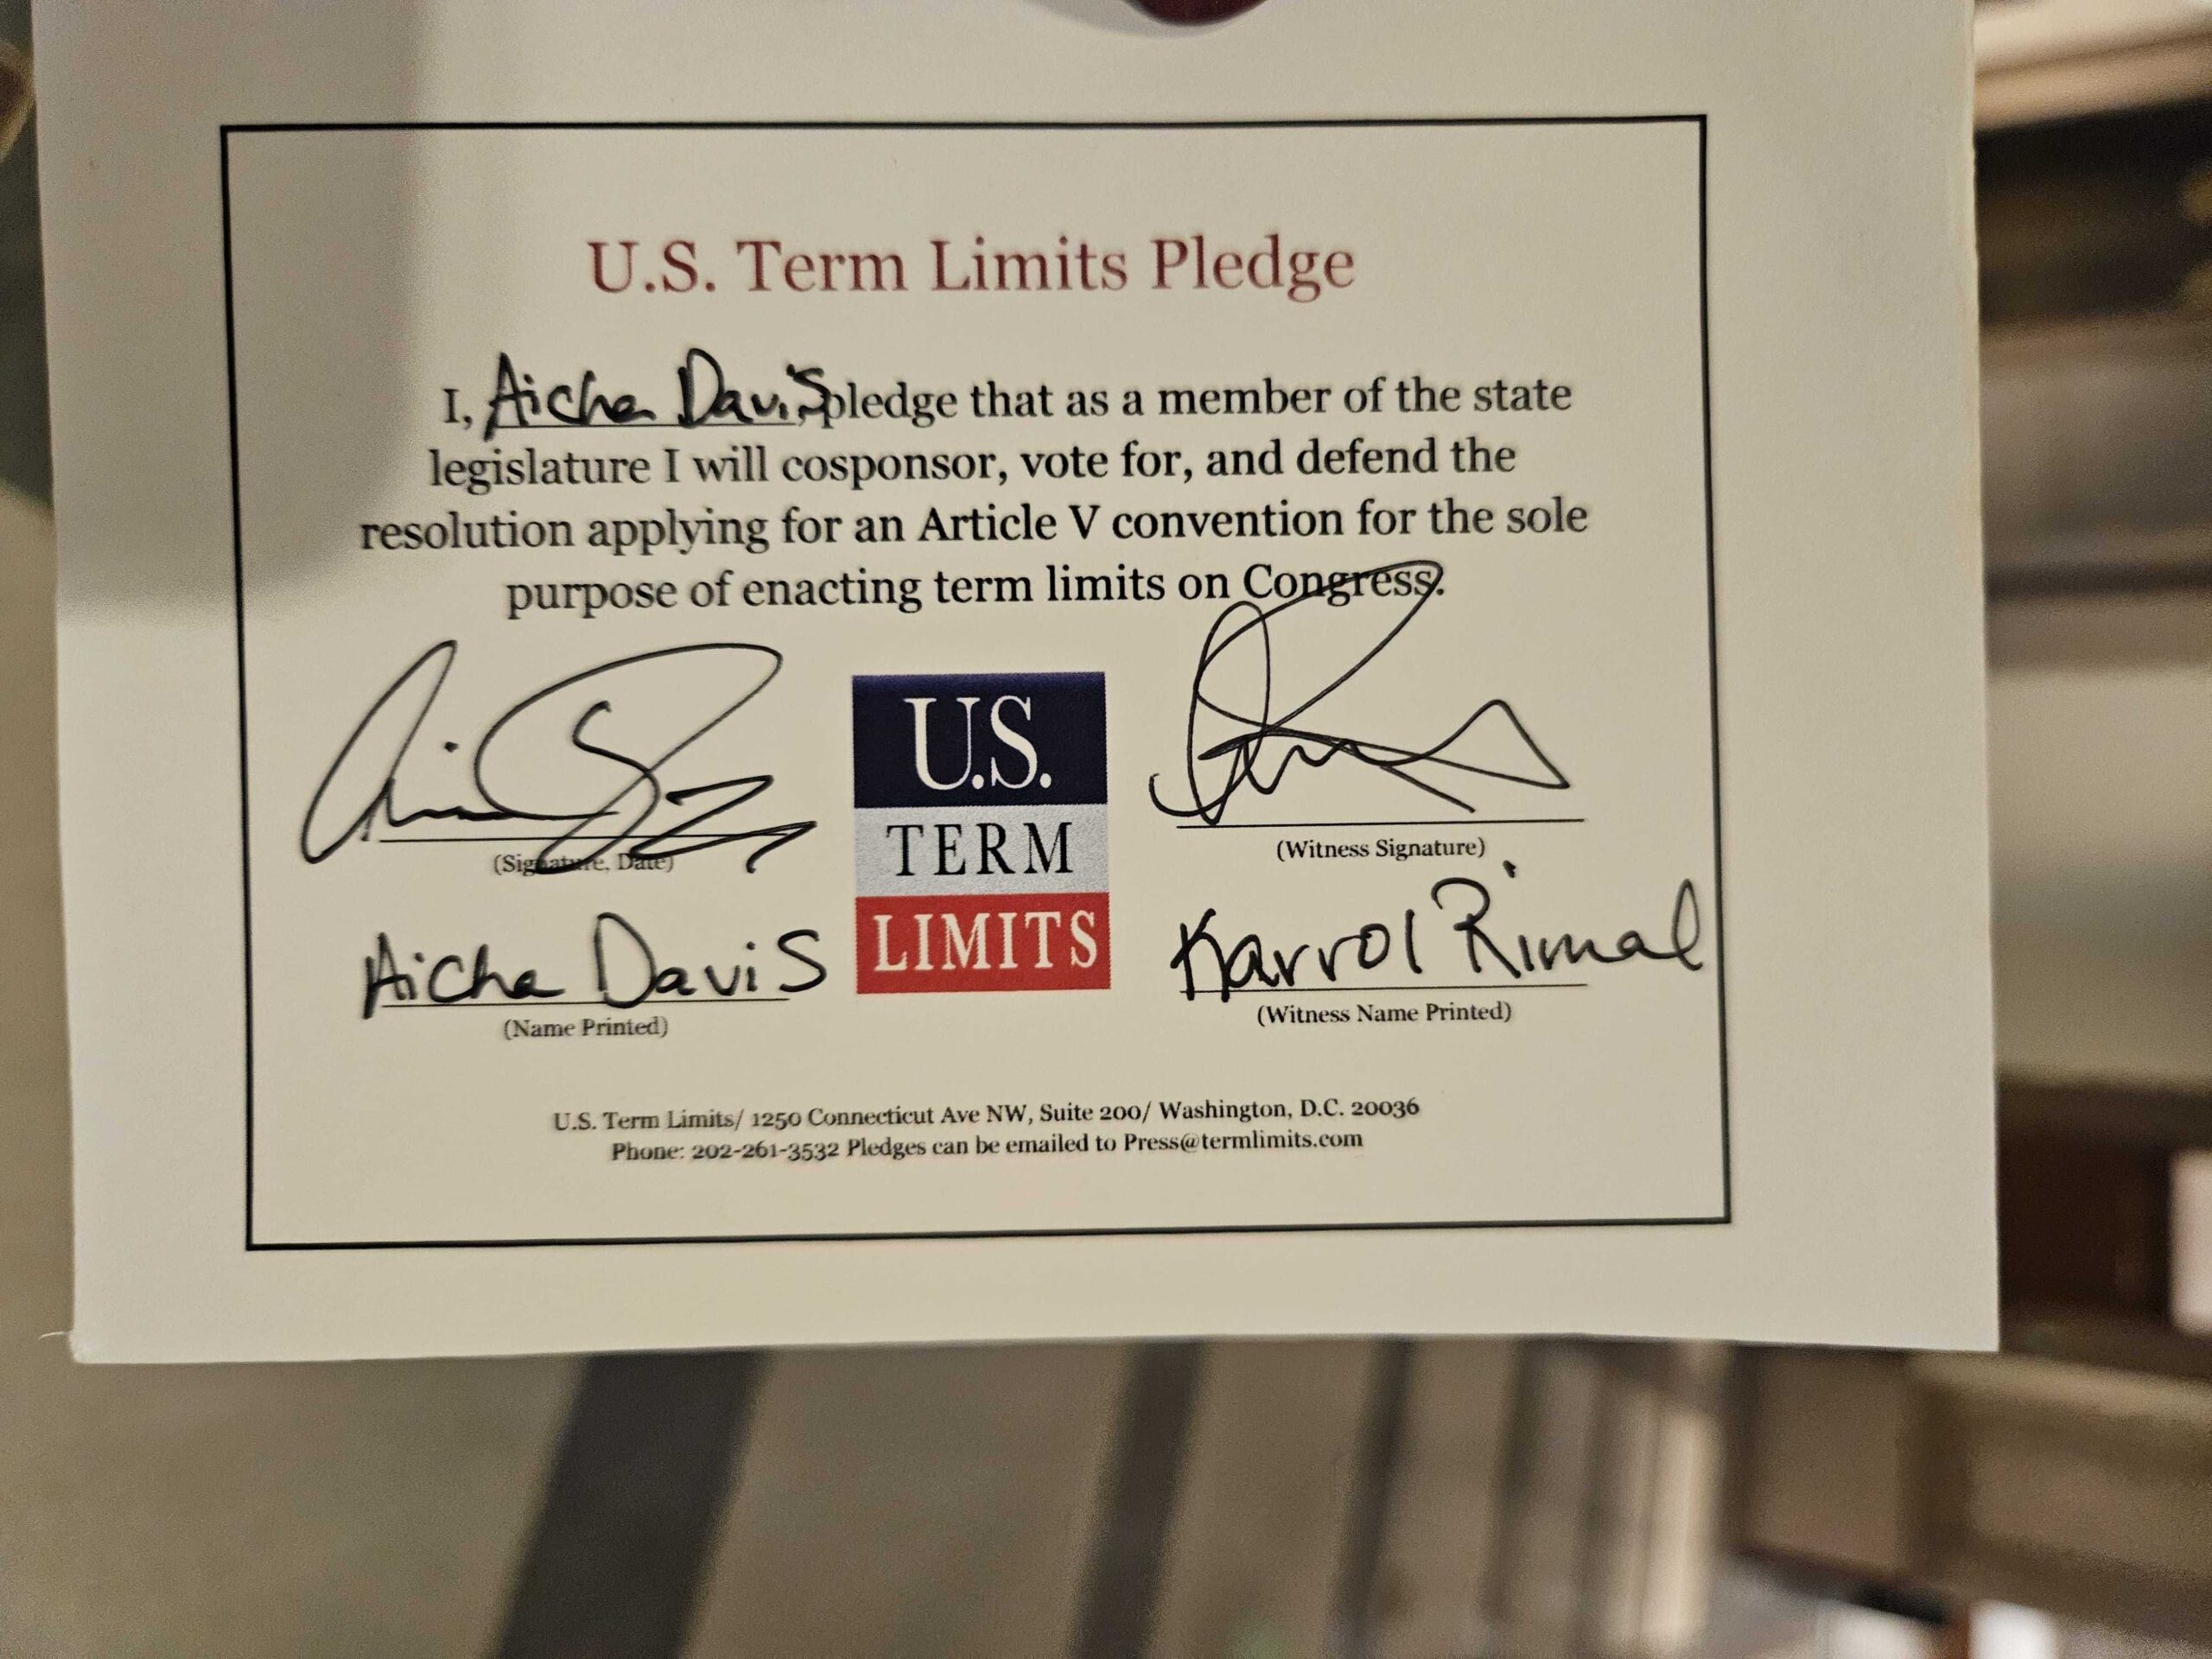 U.S. Term Limits Pledge
I, Aicha Davis pledge that as a member of the state
legislature I will cosponsor, vote for, and defend the
resolution applying for an Article V convention for the sole
purpose of enacting term limits on Congress.
U.S.
TERM
LIMITS
(Signature, Date)
(Witness Signature)
Aicha Davis
Karrol Rimal
(Name Printed)
(Witness Name Printed)
U.S. Term Limits/ 1250 Connecticut Ave NW, Suite 200/ Washington, D.C. 20036
Phone: 202-261-3532 Pledges can be emailed to Press@termlimits.com